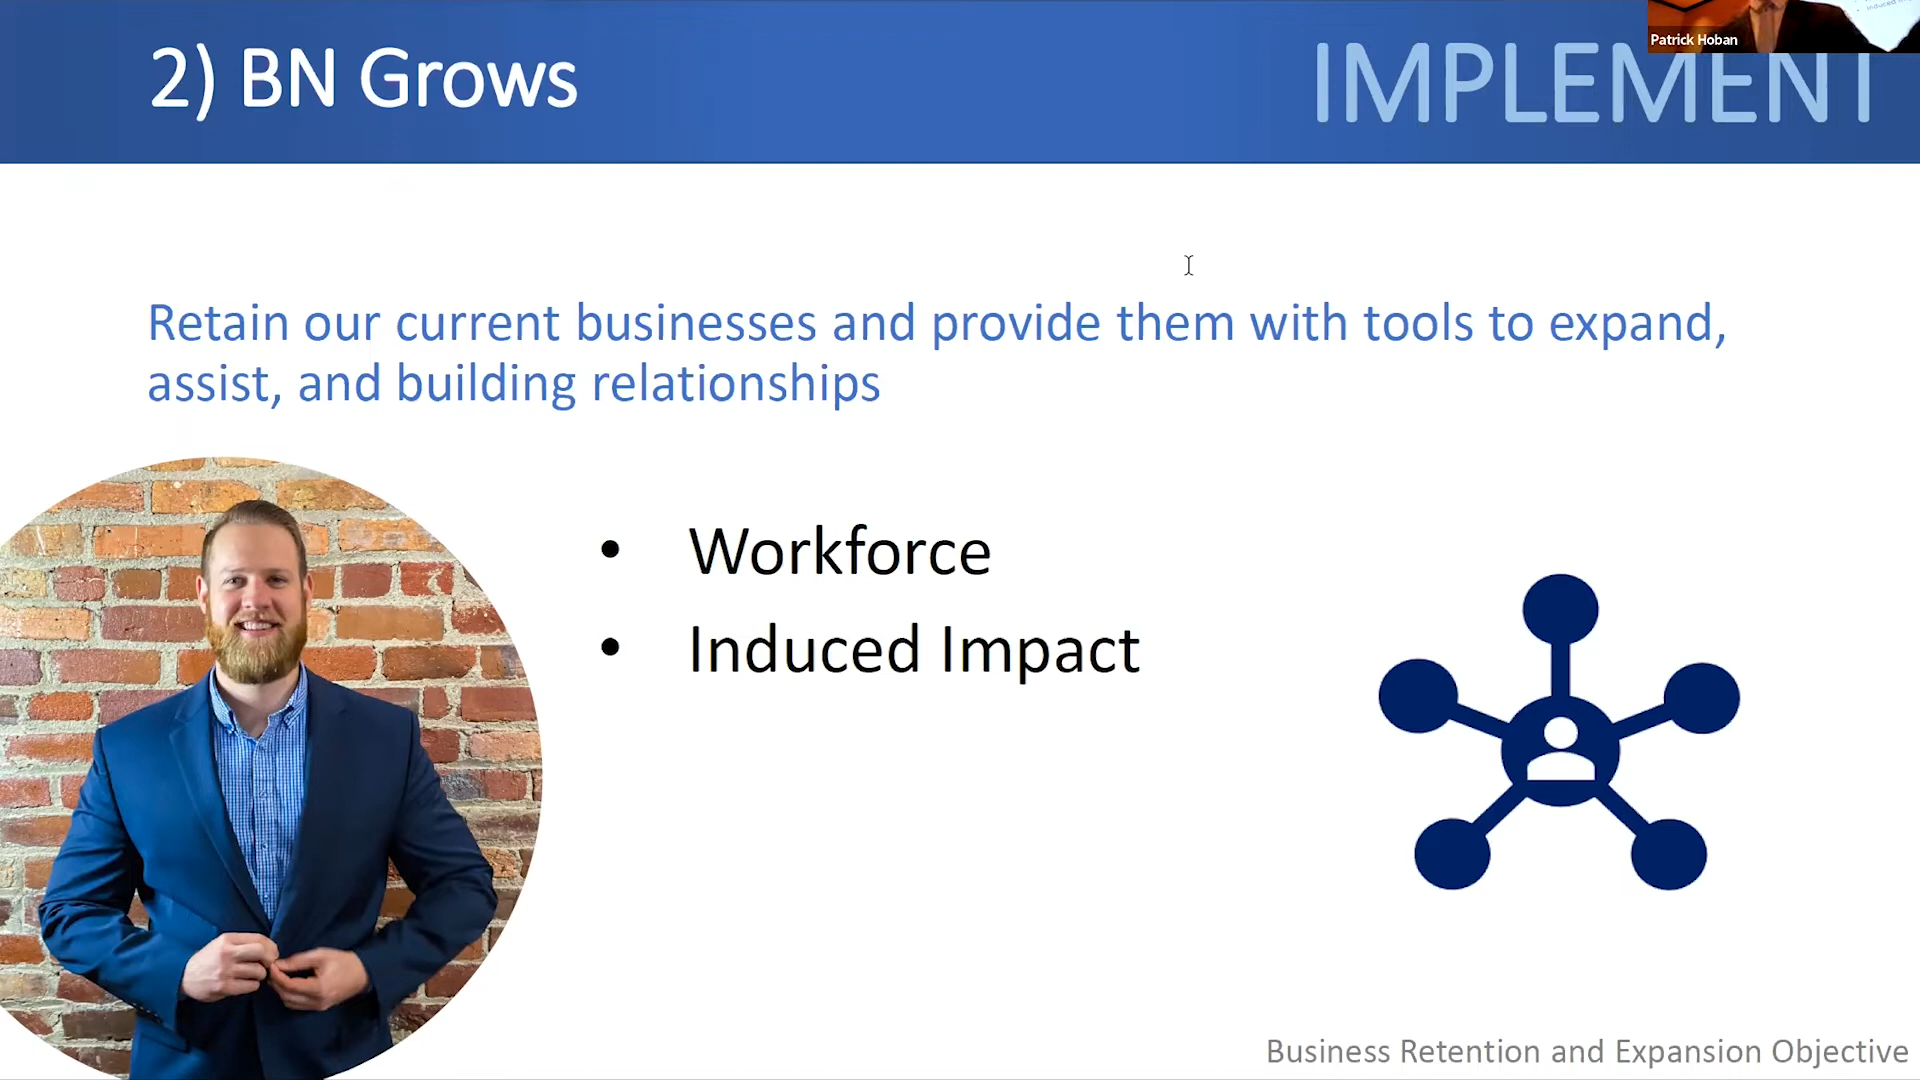 2) BN Grows
IMPLEMENT
Patrick Hoban
Retain our current businesses and provide them with tools to expand,
assist, and building relationships
• Workforce
• Induced Impact
Business Retention and Expansion Objective